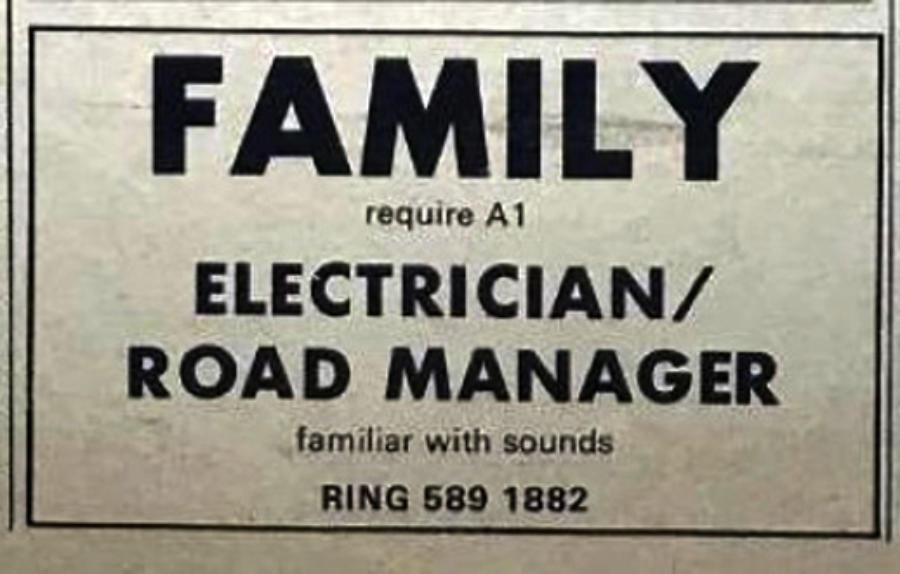 FAMILY
require A1
ELECTRICIAN/
ROAD MANAGER
familiar with sounds
RING 589 1882